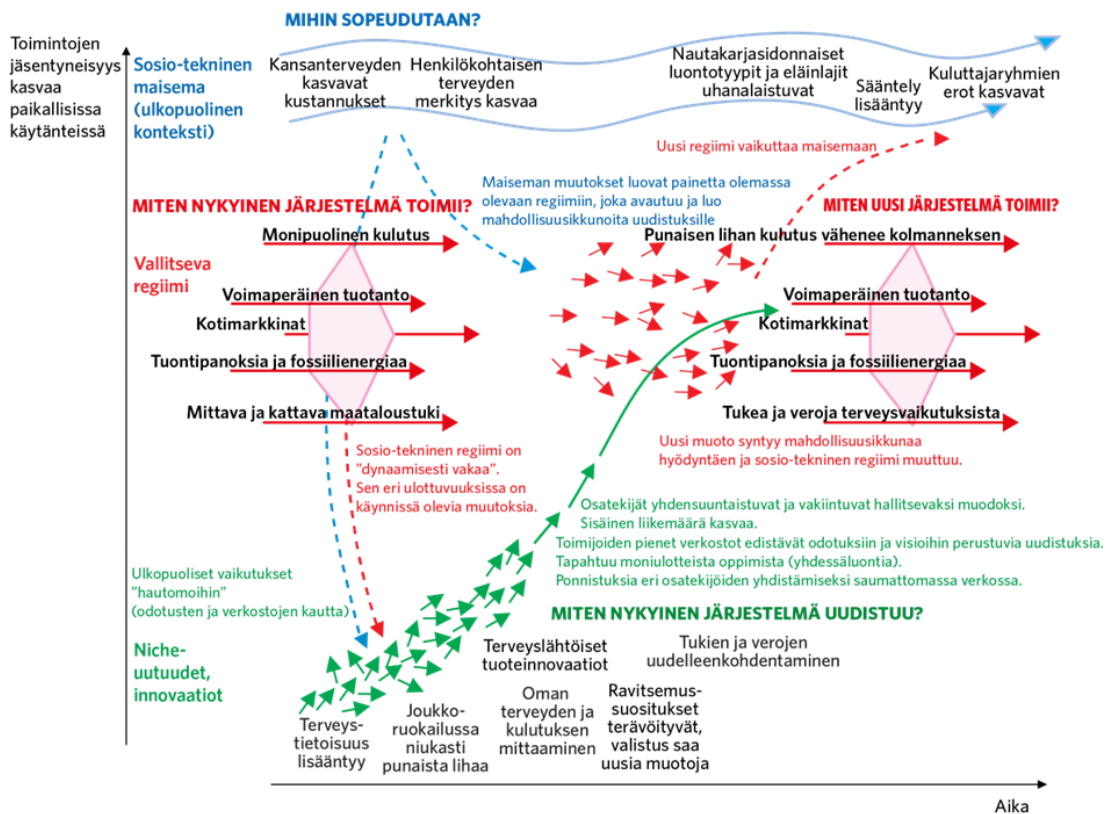 MIHIN SOPEUDUTAAN?
Toimintojen
jäsentyneisyys
kasvaa
paikallisissa
käytänteissä
Sosio-tekninen
maisema
(ulkopuolinen
konteksti)
Kansanterveyden
kasvavat
kustannukset
Henkilökohtaisen
terveyden
merkitys kasvaa
Nautakarjasidonnaiset
luontotyypit ja eläinlajit
uhanalaistuvat
Sääntely
lisääntyy
Kuluttajaryhmien
erot kasvavat
Uusi regiimi vaikuttaa maisemaan
Maiseman muutokset luovat painetta olemassa
olevaan regiimiin, joka avautuu ja luo
mahdollisuusikkunoita uudistuksille
MITEN NYKYINEN JÄRJESTELMÄ TOIMII?
MITEN UUSI JÄRJESTELMÄ TOIMII?
Vallitseva
regiimi
Monipuolinen kulutus
Voimaperäinen tuotanto
Kotimarkkinat
Tuontipanoksia ja fossiilienergiaa
Mittava ja kattava maataloustuki
Punaisen lihan kulutus vähenee kolmanneksen
Voimaperäinen tuotanto
Kotimarkkinat
Tuontipanoksia ja fossiilienergiaa
Tukea ja veroja terveysvaikutuksista
Sosio-tekninen regiimi on
"dynaamisesti vakaa".
Sen eri ulottuvuuksissa on
käynnissä olevia muutoksia.
Uusi muoto syntyy mahdollisuusikkunaa
hyödyntäen ja sosio-tekninen regiimi muuttuu.
Osatekijät yhdensuuntaistuvat ja vakiintuvat hallitsevaksi muodoksi.
Sisäinen liikemäärä kasvaa.
Toimijoiden pienet verkostot edistävät odotuksiin ja visioihin perustuvia uudistuksia.
Tapahtuu moniulotteista oppimista (yhdessäluontia).
Ponnistuksia eri osatekijöiden yhdistämiseksi saumattomassa verkossa.
Ulkopuoliset vaikutukset
"hautomoihin"
(odotusten ja verkostojen kautta)
MITEN NYKYINEN JÄRJESTELMÄ UUDISTUU?
Niche-
uutuudet,
innovaatiot
Terveys-
tietoisuus
lisääntyy
Joukko-
ruokailussa
niukasti
punaista lihaa
Terveyslähtöiset
tuoteinnovaatiot
Oman
terveyden ja
kulutuksen
mittaaminen
Ravitsemus-
suositukset
terävöityvät,
valistus saa
uusia muotoja
Tukien ja verojen
uudelleenkohdentaminen
Aika